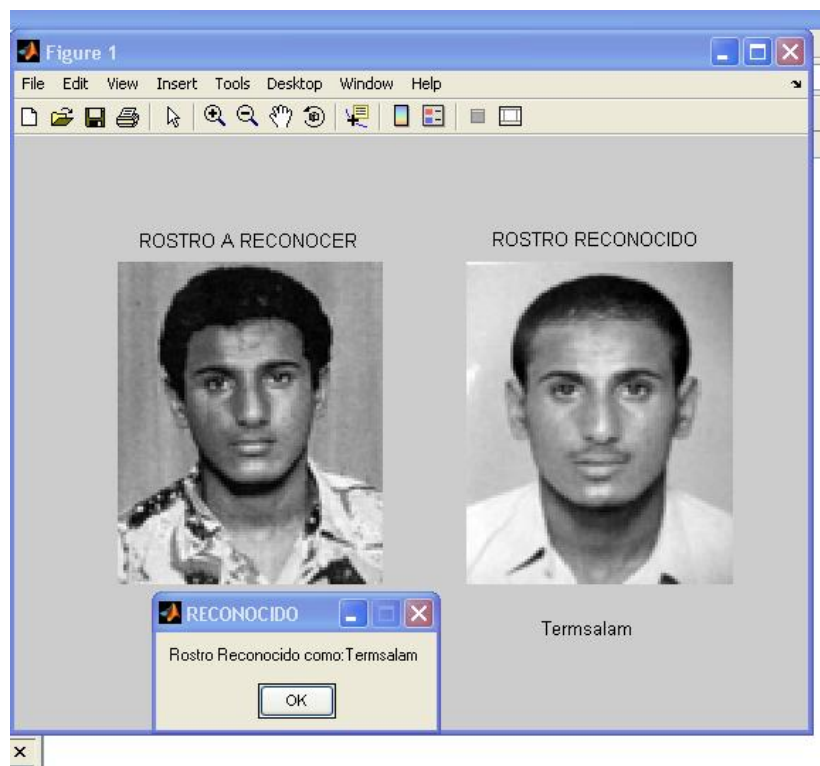 Figure 1
File Edit View Insert Tools Desktop Window Help
ROSTRO A RECONOCER
ROSTRO RECONOCIDO
Termsalam
RECONOCIDO
Rostro Reconocido como:Termsalam
OK